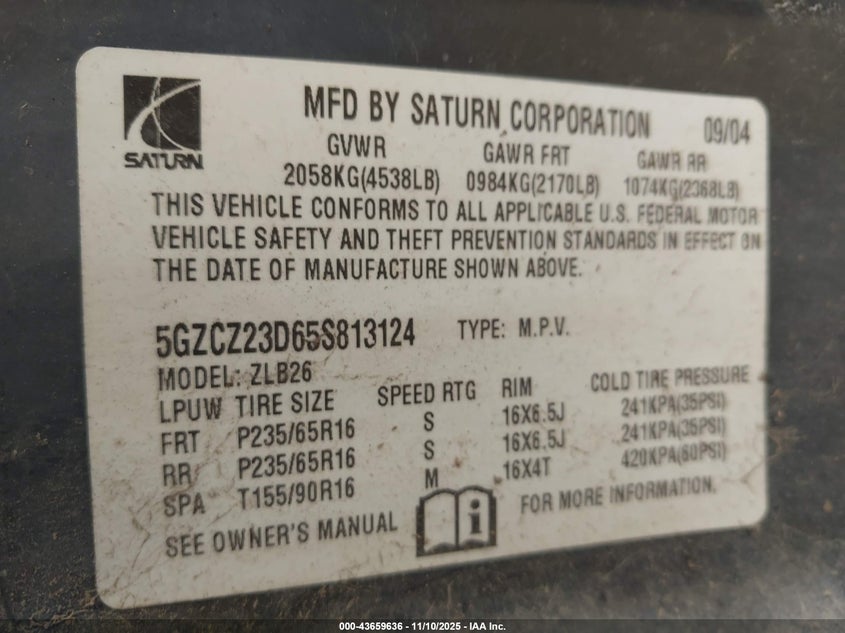 SATURN
MFD BY SATURN CORPORATION 09/04
GVWR GAWR FRT GAWR RR
2058KG(4538LB) 0984KG(2170LB) 1074KG(2368LB)
THIS VEHICLE CONFORMS TO ALL APPLICABLE U.S. FEDERAL MOTOR
VEHICLE SAFETY AND THEFT PREVENTION STANDARDS IN EFFECT ON
THE DATE OF MANUFACTURE SHOWN ABOVE.
5GZCZ23D65S813124 TYPE: M.P.V.
MODEL: ZLB26
LPUW TIRE SIZE SPEED RTG RIM COLD TIRE PRESSURE
FRT P235/65R16 S 16X6.5J 241KPA(35PSI)
RR P235/65R16 S 16X6.5J 241KPA(35PSI)
SPA T155/90R16 M 16X4T 420KPA(60PSI)
SEE OWNER'S MANUAL i FOR MORE INFORMATION.
000-43659636 - 11/10/2025 - IAA Inc.